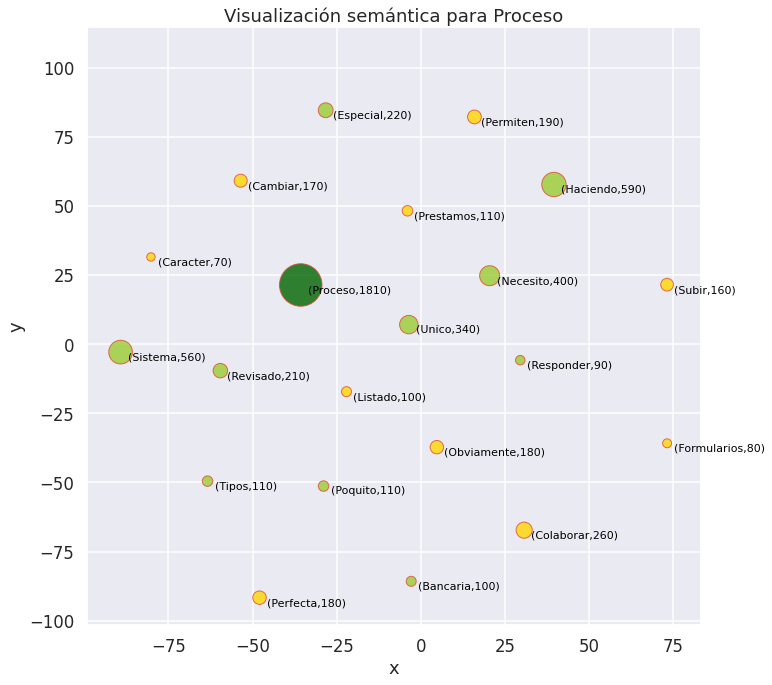 Visualización semántica para Proceso
100
75
50
25
0
−25
−50
−75
−100
y
(Especial,220)
(Permiten,190)
(Cambiar,170)
(Haciendo,590)
(Prestamos,110)
(Caracter,70)
(Necesito,400)
(Proceso,1810)
(Subir,160)
(Unico,340)
(Sistema,560)
(Responder,90)
(Revisado,210)
(Listado,100)
(Obviamente,180)
(Formularios,80)
(Tipos,110)
(Poquito,110)
(Colaborar,260)
(Bancaria,100)
(Perfecta,180)
−75
−50
−25
0
25
50
75
x